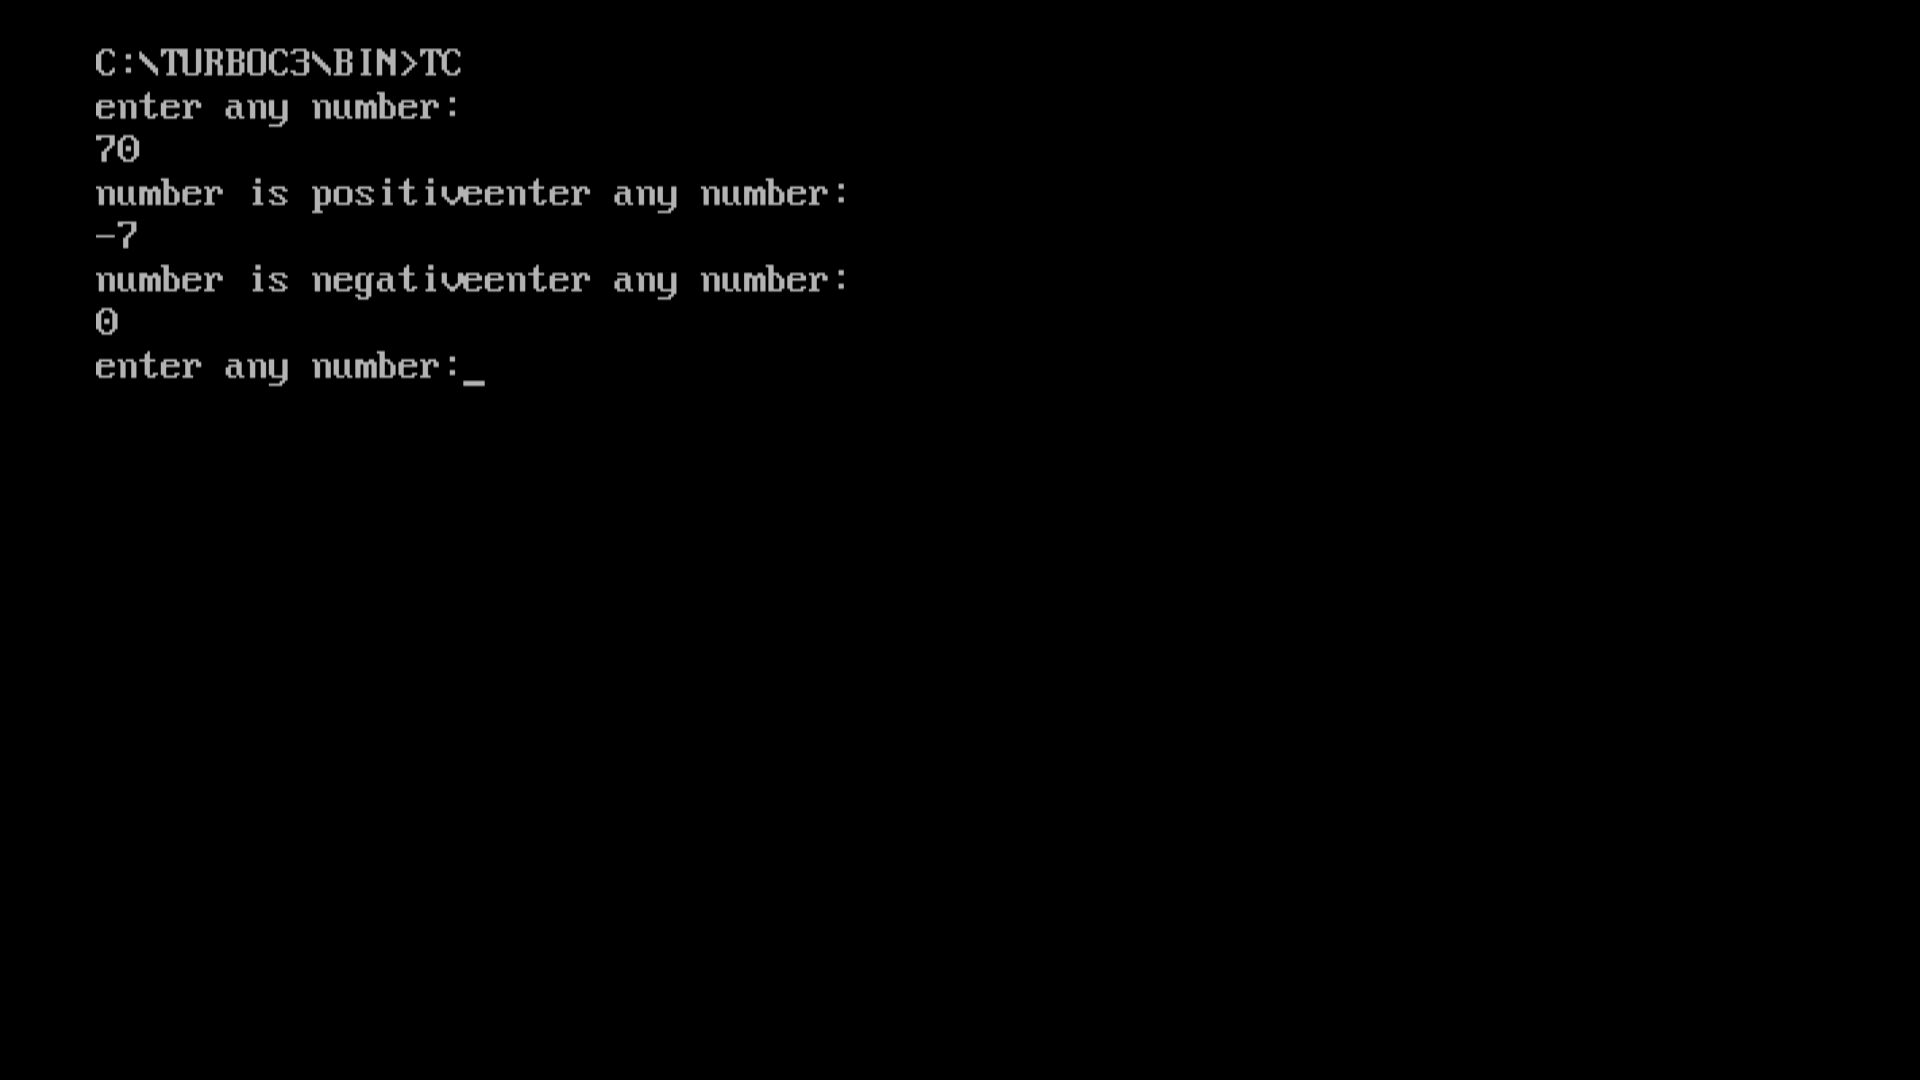 C:\TURBOC3\BIN>TC
enter any number:
70
number is positiveenter any number:
-7
number is negativeenter any number:
0
enter any number:_